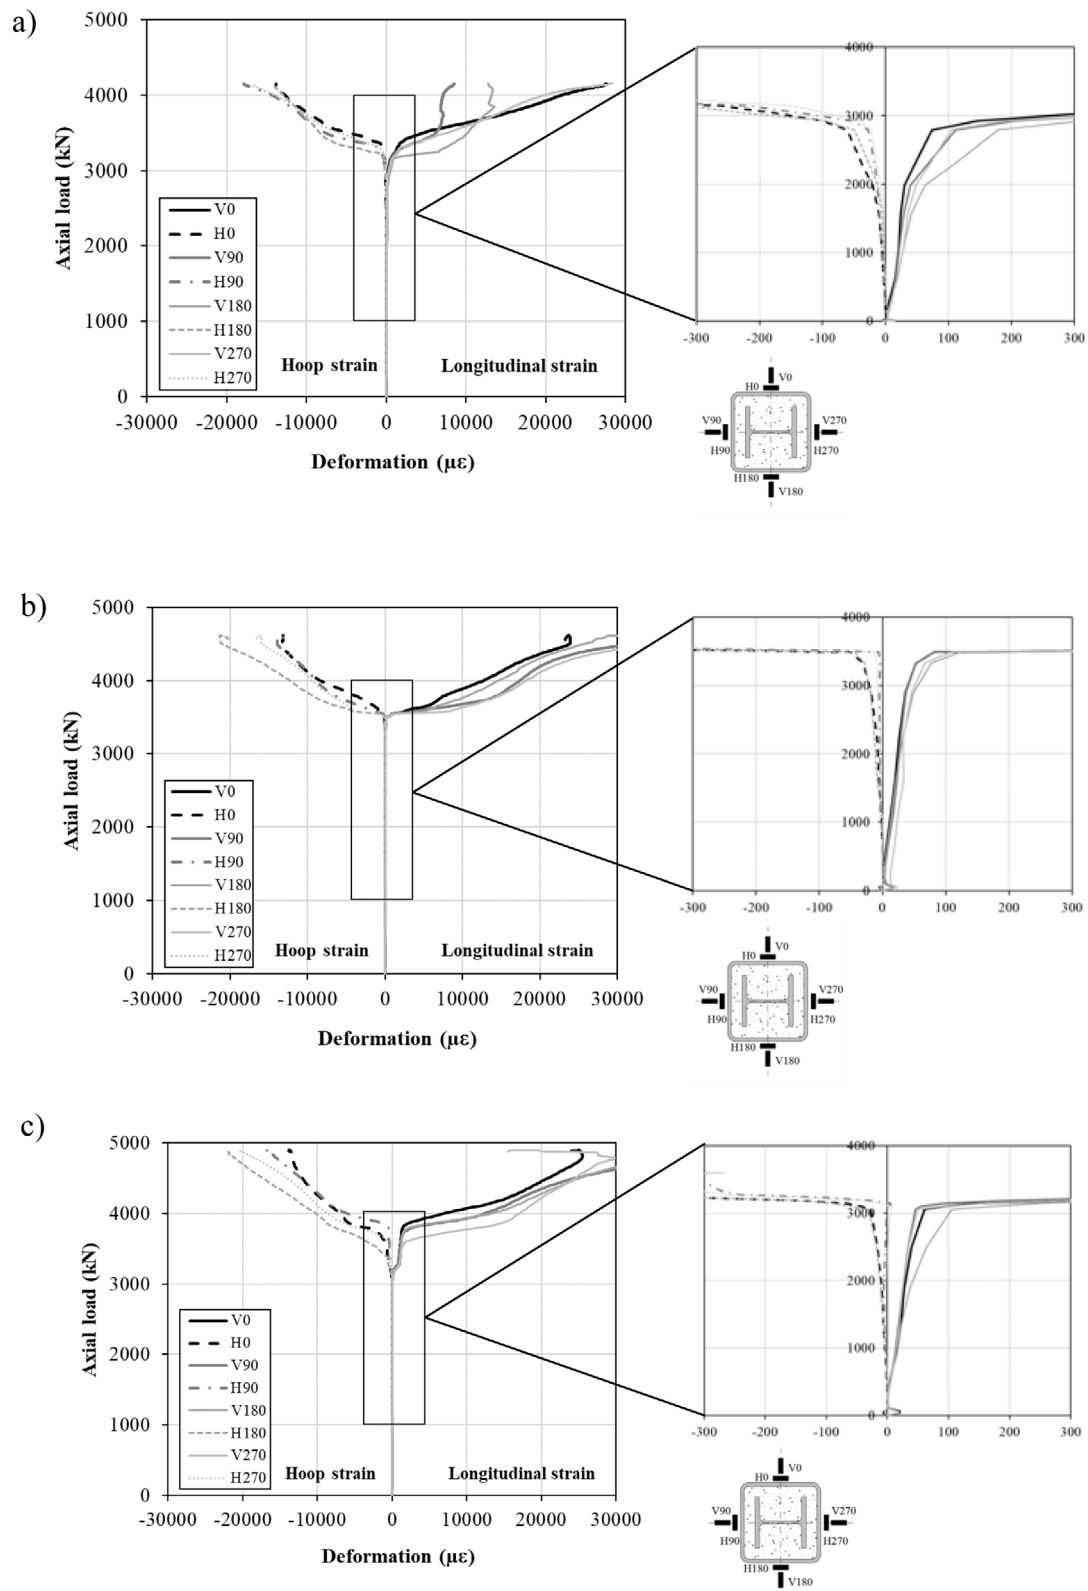 a)
5000
4000
3000
2000
1000
0
Axial load (kN)
V0
H0
V90
H90
V180
H180
V270
H270
Hoop strain
Longitudinal strain
-30000 -20000 -10000 0 10000 20000 30000
Deformation (με)
4000
3000
2000
1000
0
-300 -200 -100 0 100 200 300
H0 V0
V90 V270
H90 H270
H180
V180
b)
5000
4000
3000
2000
1000
0
Axial load (kN)
V0
H0
V90
H90
V180
H180
V270
H270
Hoop strain
Longitudinal strain
-30000 -20000 -10000 0 10000 20000 30000
Deformation (με)
4000
3000
2000
1000
0
-300 -200 -100 0 100 200 300
H0 V0
V90 V270
H90 H270
H180
V180
c)
5000
4000
3000
2000
1000
0
Axial load (kN)
V0
H0
V90
H90
V180
H180
V270
H270
Hoop strain
Longitudinal strain
-30000 -20000 -10000 0 10000 20000 30000
Deformation (με)
4000
3000
2000
1000
0
-300 -200 -100 0 100 200 300
H0 V0
V90 V270
H90 H270
H180
V180